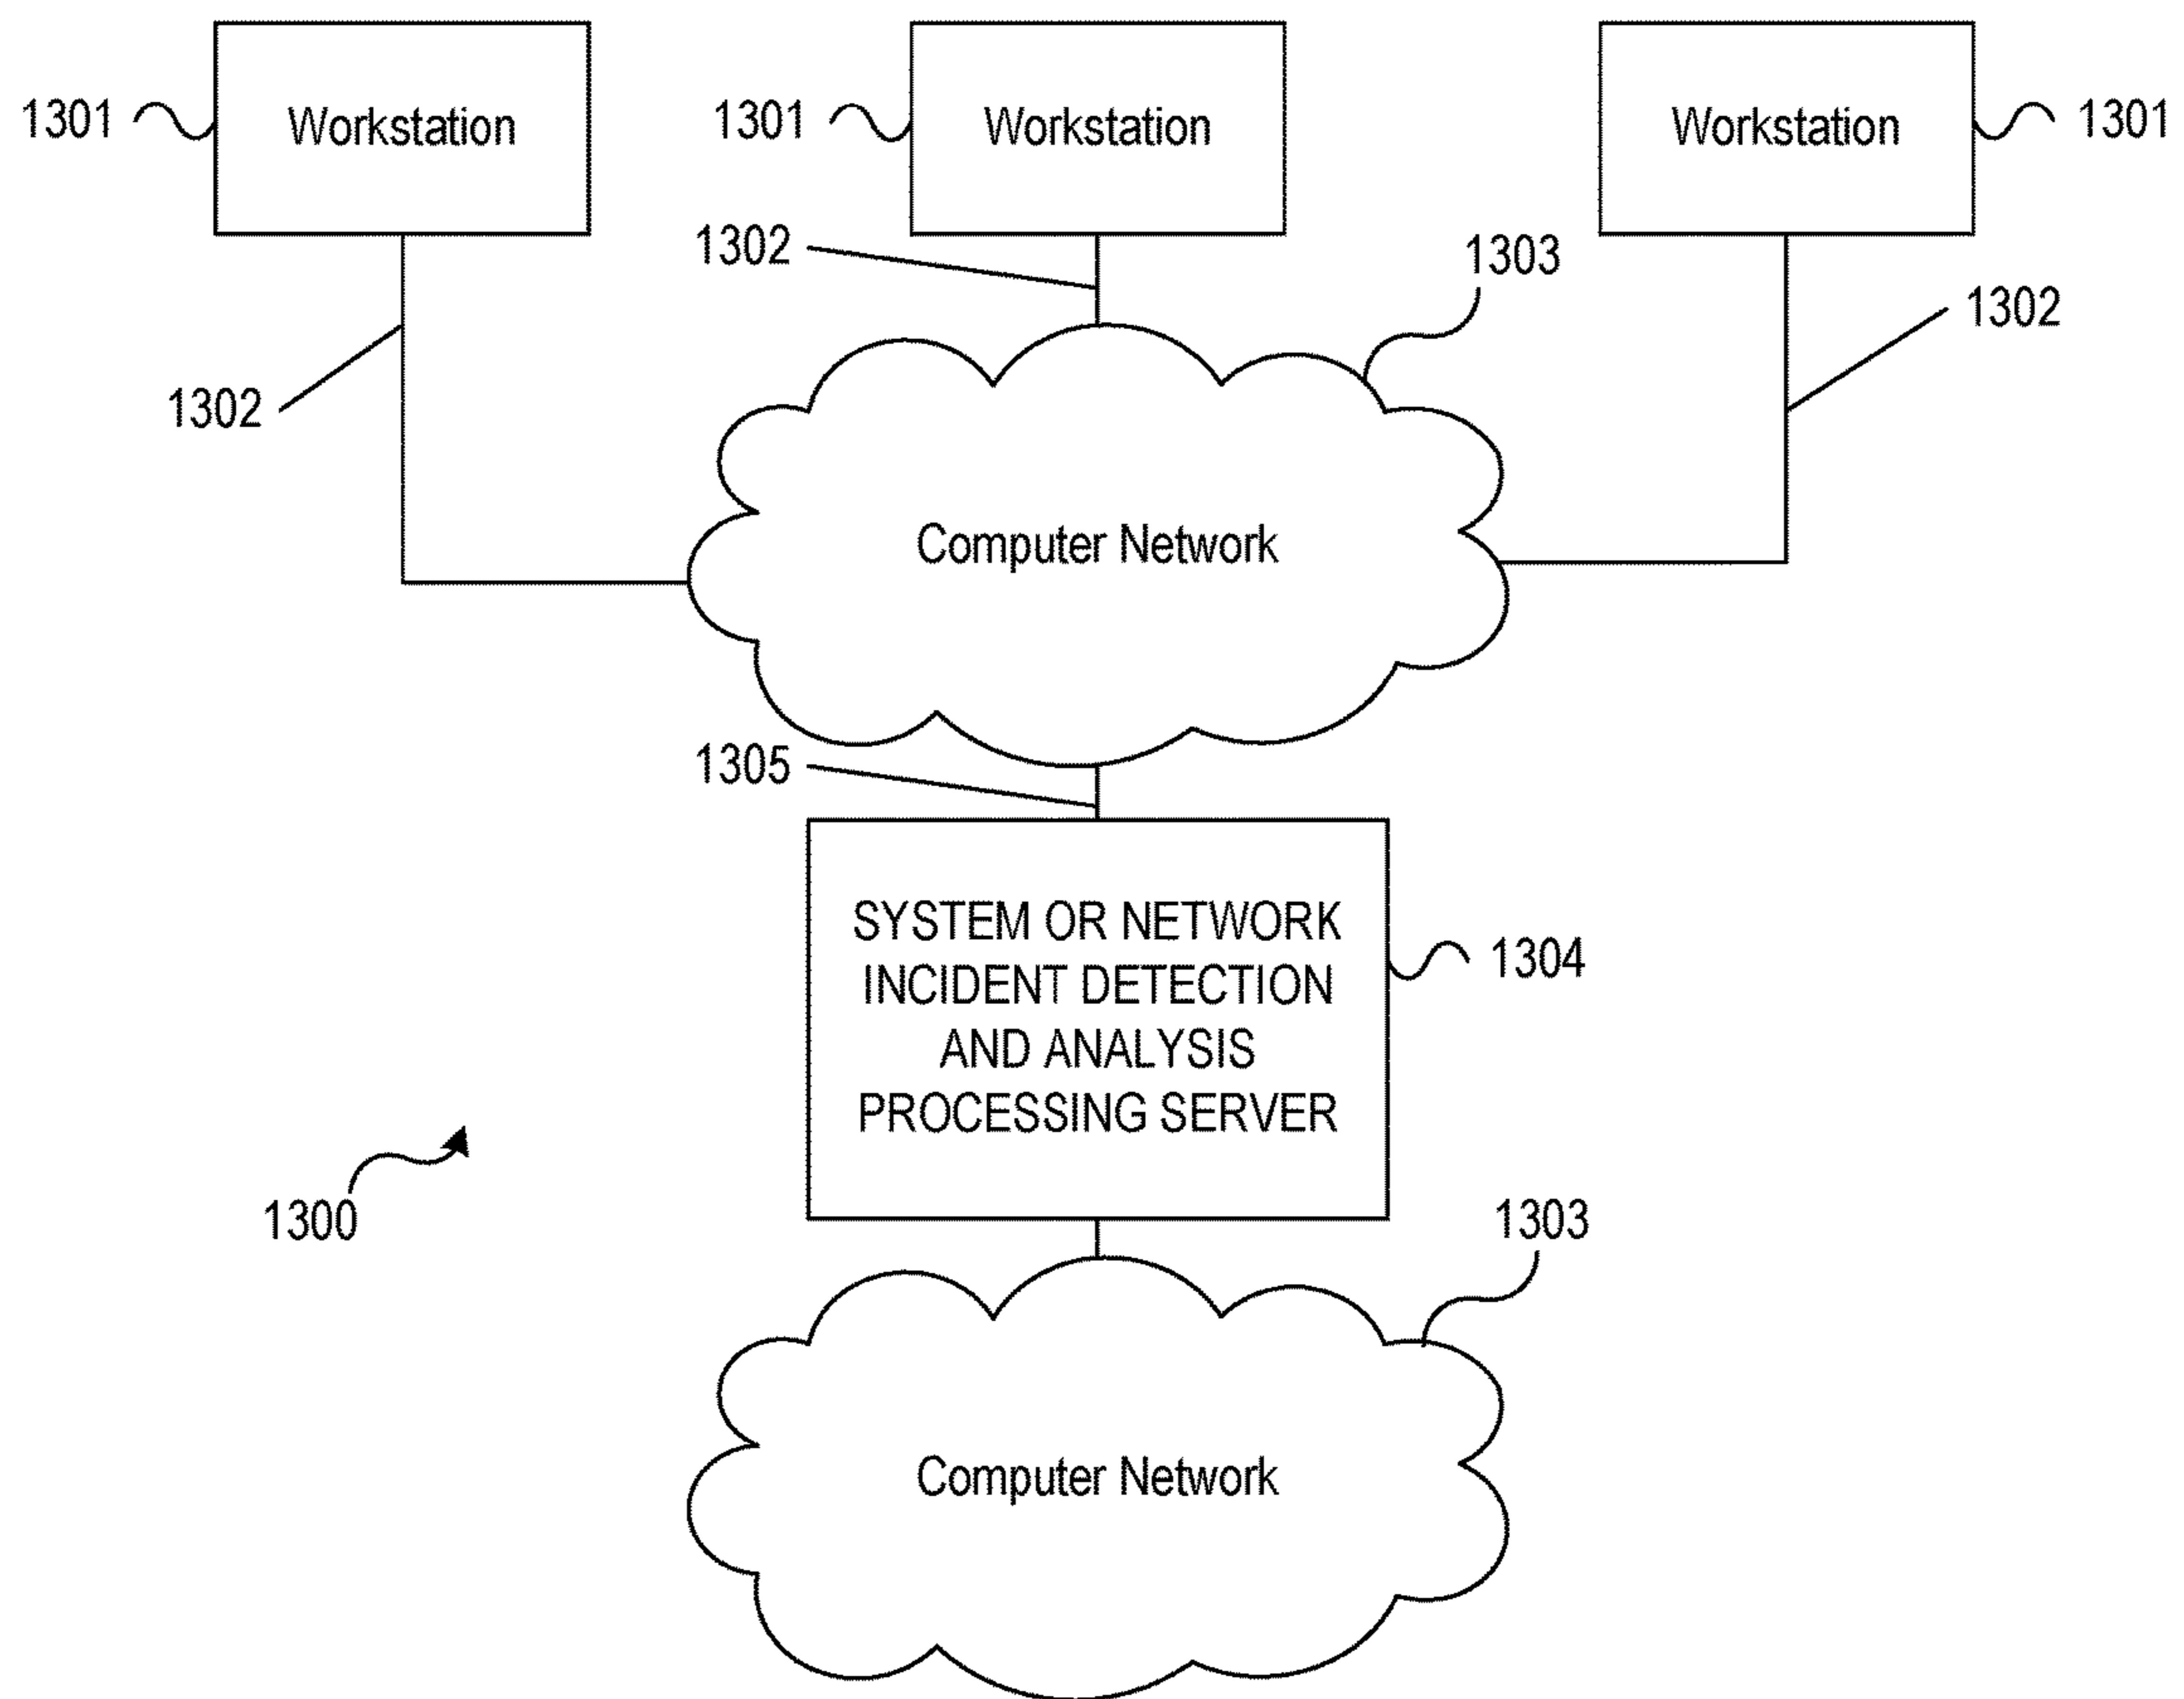 1301
Workstation
1301
Workstation
Workstation
1301
1302
1303
1302
1302
Computer Network
1305
SYSTEM OR NETWORK
INCIDENT DETECTION
AND ANALYSIS
PROCESSING SERVER
1304
1300
1303
Computer Network